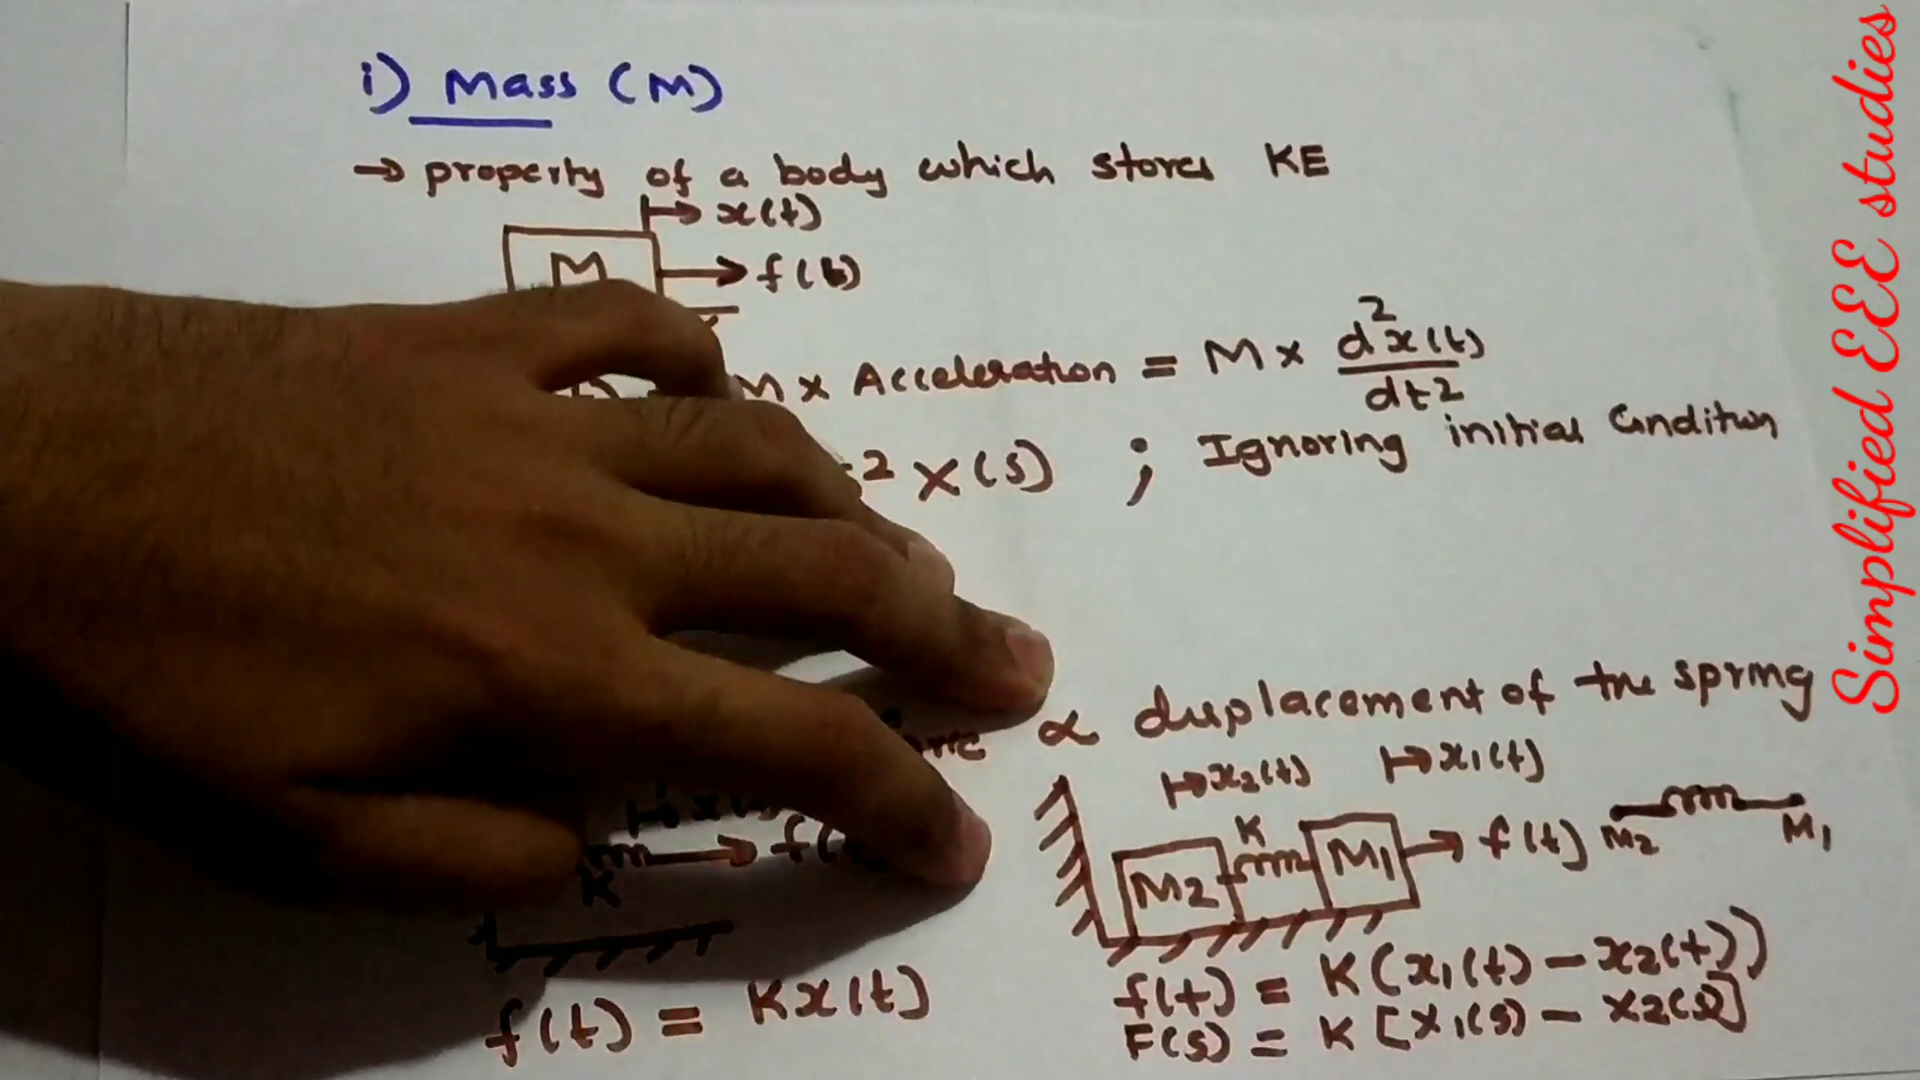 i) Mass (M)
→ property of a body which stores KE
x(t)
M
f(t)
M x Acceleration = M x d²x(t)/dt2
2 X(S) ; Ignoring initial Condition
∝ displacement of the spring
x2(t) x1(t)
f(
K
M2 K M1 f(t) M2 M1
f(t) = Kx(t)
f(t) = K(x1(t) - x2(t))
F(s) = K[X1(s) - X2(s)]
Simplified EEE studies